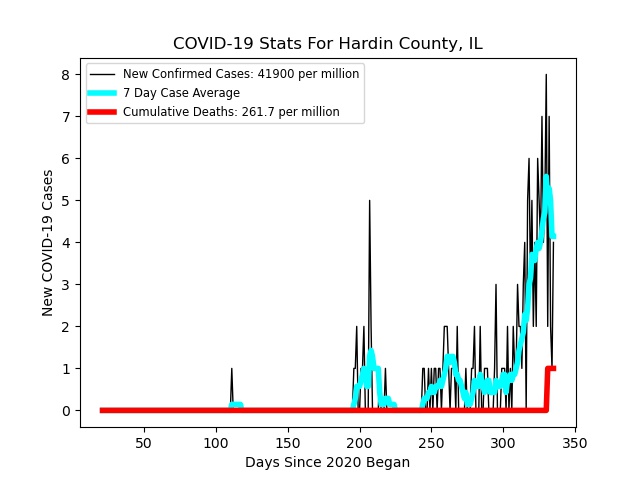 COVID-19 Stats For Hardin County, IL
New Confirmed Cases: 41900 per million
7 Day Case Average
Cumulative Deaths: 261.7 per million
New COVID-19 Cases
8
7
6
5
4
3
2
1
0
50 100 150 200 250 300 350
Days Since 2020 Began